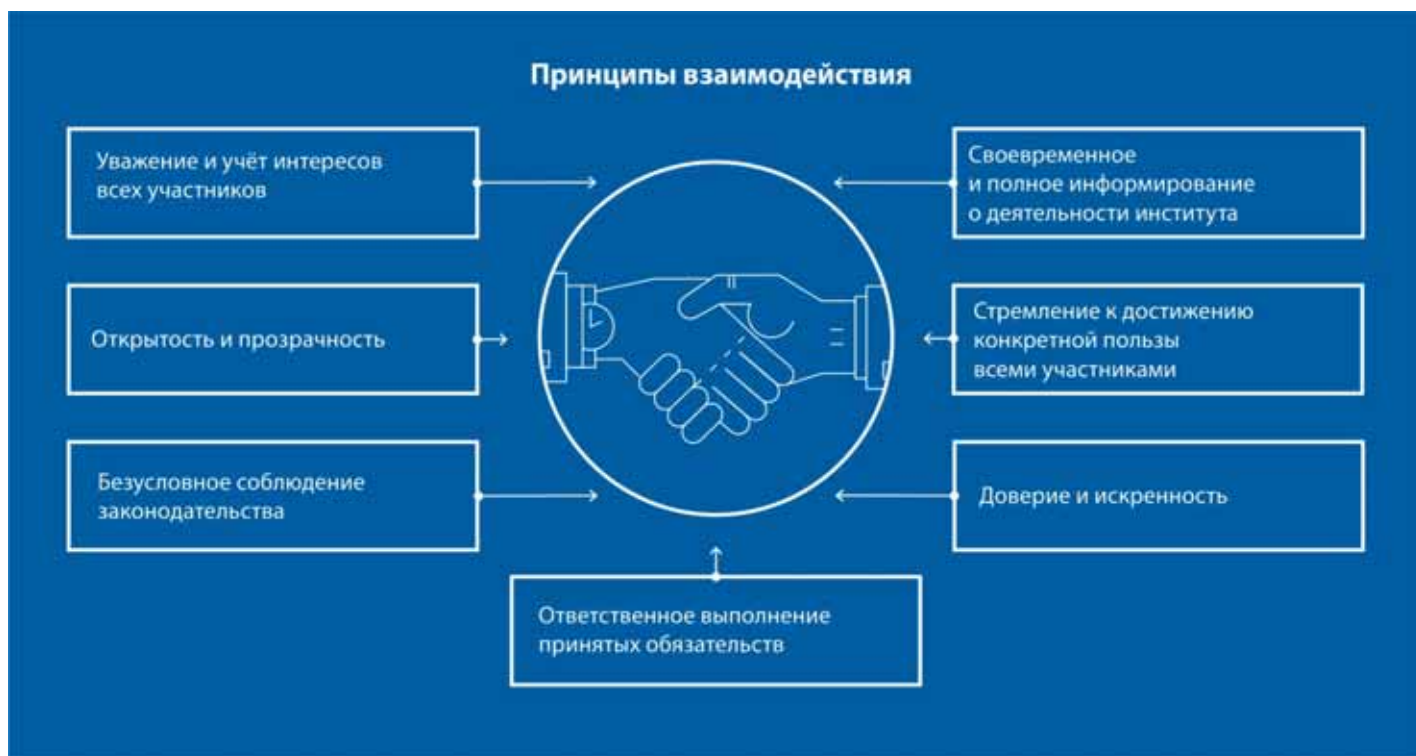 Принципы взаимодействия
Уважение и учёт интересов
всех участников
Открытость и прозрачность
Безусловное соблюдение
законодательства
Своевременное
и полное информирование
о деятельности института
Стремление к достижению
конкретной пользы
всеми участниками
Доверие и искренность
Ответственное выполнение
принятых обязательств